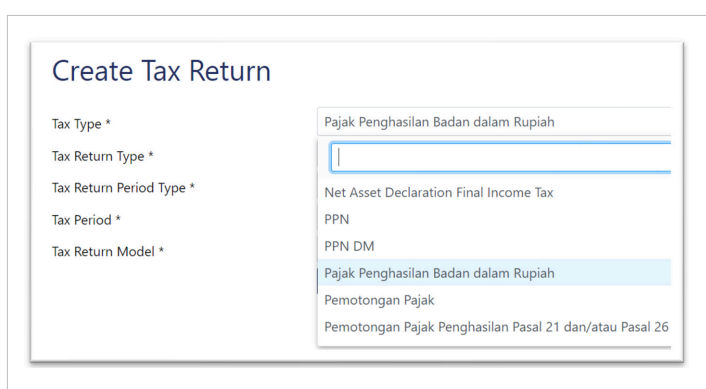 Create Tax Return
Tax Type *
Pajak Penghasilan Badan dalam Rupiah
Tax Return Type *
Tax Return Period Type *
Net Asset Declaration Final Income Tax
Tax Period *
PPN
Tax Return Model *
PPN DM
Pajak Penghasilan Badan dalam Rupiah
Pemotongan Pajak
Pemotongan Pajak Penghasilan Pasal 21 dan/atau Pasal 26